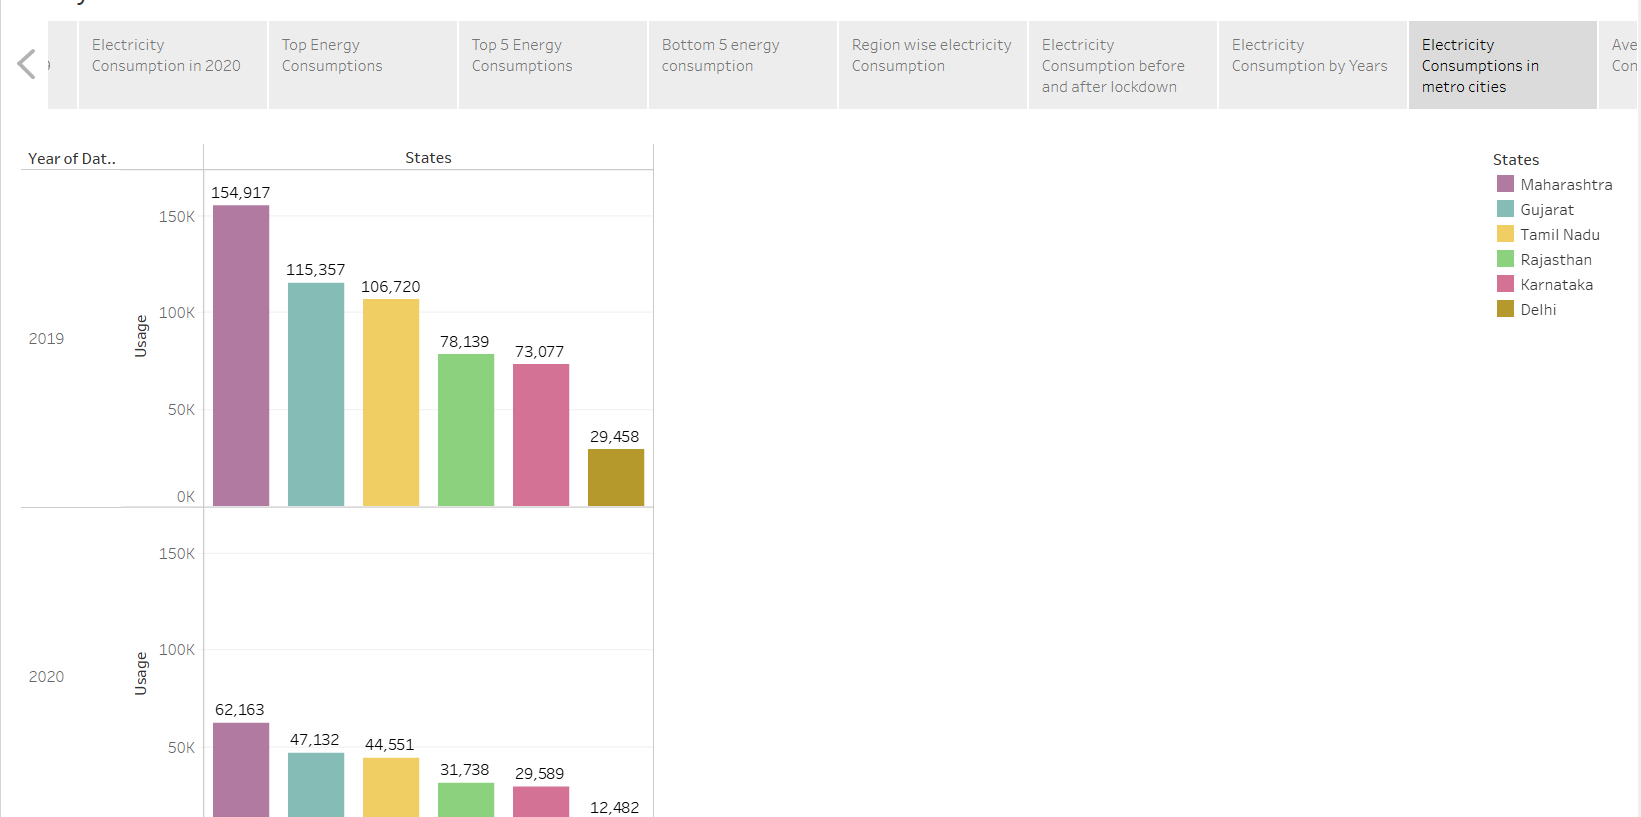 Electricity
Consumption in 2020
Top Energy
Consumptions
Top 5 Energy
Consumptions
Bottom 5 energy
consumption
Region wise electricity
Consumption
Electricity
Consumption before
and after lockdown
Electricity
Consumption by Years
Electricity
Consumptions in
metro cities
Ave
Con
Year of Dat..
States
154,917
150K
115,357
106,720
100K
78,139
73,077
2019
Usage
50K
29,458
0K
150K
100K
2020
Usage
62,163
50K
47,132
44,551
31,738
29,589
12,482
States
Maharashtra
Gujarat
Tamil Nadu
Rajasthan
Karnataka
Delhi